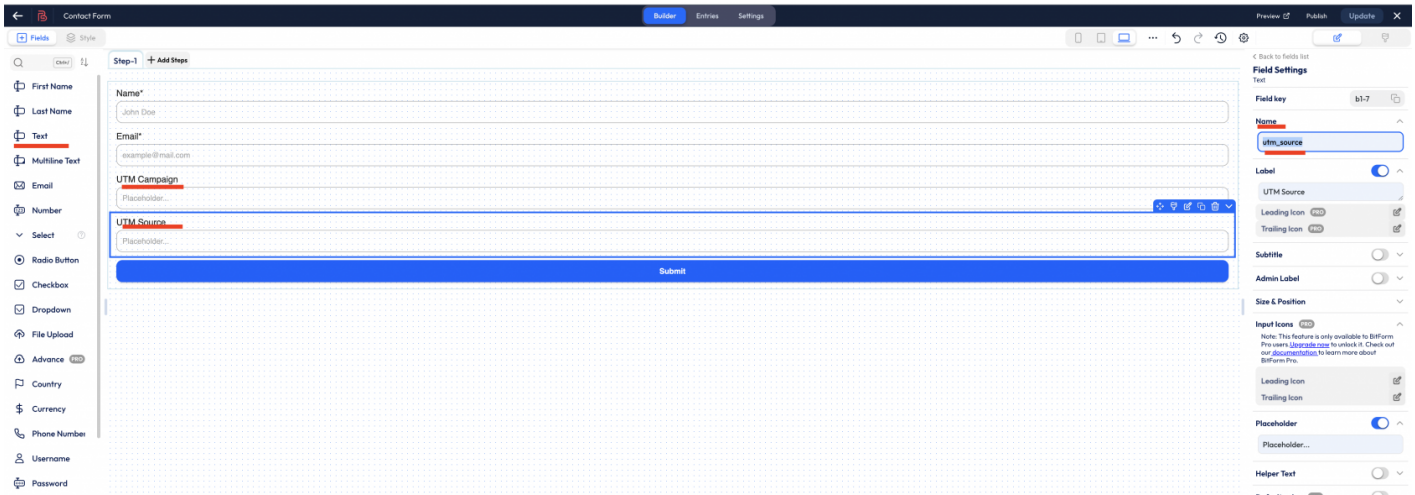 Contact Form
Builder Entries Settings
Preview Publish Update
Fields Style
Ctrl+/
Step-1 + Add Steps
First Name
Last Name
Text
Multiline Text
Email
Number
Select
Radio Button
Checkbox
Dropdown
File Upload
Advance PRO
Country
Currency
Phone Number
Username
Password
Name*
John Doe
Email*
example@mail.com
UTM Campaign
Placeholder...
UTM Source
Placeholder...
Submit
Back to fields list
Field Settings
Text
Field key b1-7
Name
utm_source
Label
UTM Source
Leading Icon PRO
Trailing Icon PRO
Subtitle
Admin Label
Size & Position
Input Icons PRO
Note: This feature is only available to BitForm
Pro users. Upgrade now to unlock it. Check out
our documentation to learn more about
BitForm Pro.
Leading Icon
Trailing Icon
Placeholder
Placeholder...
Helper Text